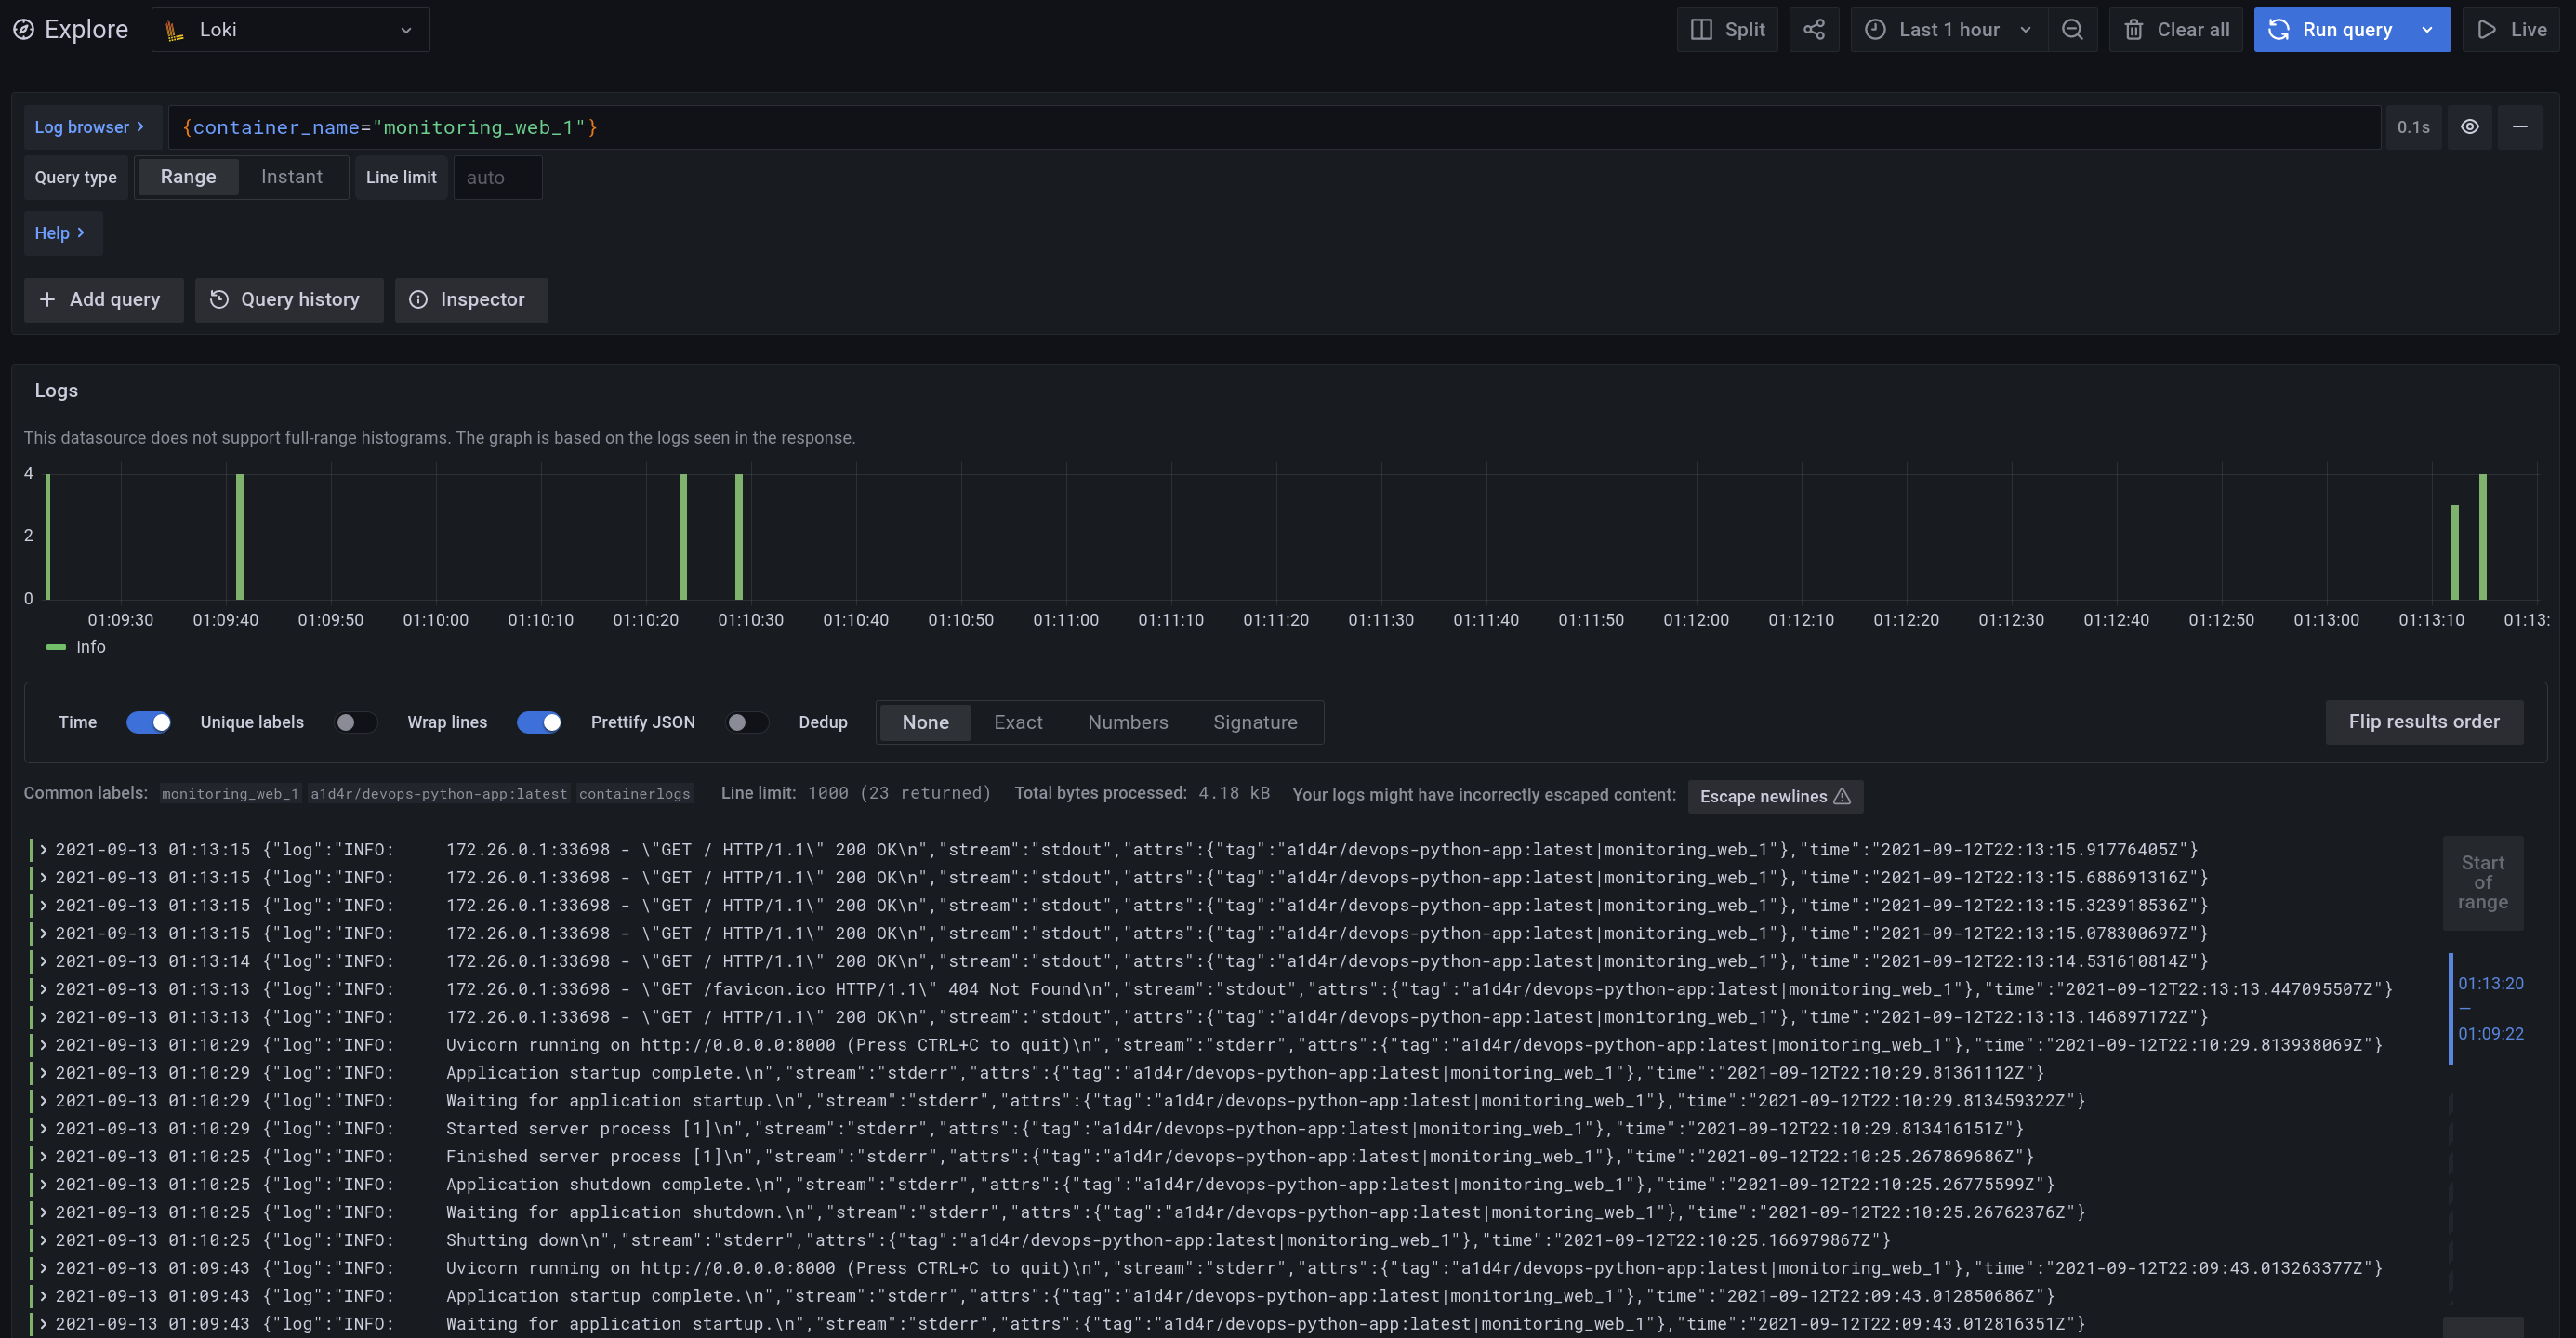 Explore Loki Split Last 1 hour Clear all Run query Live
Log browser {container_name="monitoring_web_1"} 0.1s
Query type Range Instant Line limit auto
Help
Add query Query history Inspector
Logs
This datasource does not support full-range histograms. The graph is based on the logs seen in the response.
4
2
0
01:09:30 01:09:40 01:09:50 01:10:00 01:10:10 01:10:20 01:10:30 01:10:40 01:10:50 01:11:00 01:11:10 01:11:20 01:11:30 01:11:40 01:11:50 01:12:00 01:12:10 01:12:20 01:12:30 01:12:40 01:12:50 01:13:00 01:13:10 01:13:
info
Time Unique labels Wrap lines Prettify JSON Dedup None Exact Numbers Signature Flip results order
Common labels: monitoring_web_1 a1d4r/devops-python-app:latest containerlogs Line limit: 1000 (23 returned) Total bytes processed: 4.18 kB Your logs might have incorrectly escaped content: Escape newlines
2021-09-13 01:13:15 {"log":"INFO:     172.26.0.1:33698 - \"GET / HTTP/1.1\" 200 OK\n","stream":"stdout","attrs":{"tag":"a1d4r/devops-python-app:latest|monitoring_web_1"},"time":"2021-09-12T22:13:15.91776405Z"}
2021-09-13 01:13:15 {"log":"INFO:     172.26.0.1:33698 - \"GET / HTTP/1.1\" 200 OK\n","stream":"stdout","attrs":{"tag":"a1d4r/devops-python-app:latest|monitoring_web_1"},"time":"2021-09-12T22:13:15.688691316Z"}
2021-09-13 01:13:15 {"log":"INFO:     172.26.0.1:33698 - \"GET / HTTP/1.1\" 200 OK\n","stream":"stdout","attrs":{"tag":"a1d4r/devops-python-app:latest|monitoring_web_1"},"time":"2021-09-12T22:13:15.323918536Z"}
2021-09-13 01:13:15 {"log":"INFO:     172.26.0.1:33698 - \"GET / HTTP/1.1\" 200 OK\n","stream":"stdout","attrs":{"tag":"a1d4r/devops-python-app:latest|monitoring_web_1"},"time":"2021-09-12T22:13:15.078300697Z"}
2021-09-13 01:13:14 {"log":"INFO:     172.26.0.1:33698 - \"GET / HTTP/1.1\" 200 OK\n","stream":"stdout","attrs":{"tag":"a1d4r/devops-python-app:latest|monitoring_web_1"},"time":"2021-09-12T22:13:14.531610814Z"}
2021-09-13 01:13:13 {"log":"INFO:     172.26.0.1:33698 - \"GET /favicon.ico HTTP/1.1\" 404 Not Found\n","stream":"stdout","attrs":{"tag":"a1d4r/devops-python-app:latest|monitoring_web_1"},"time":"2021-09-12T22:13:13.447095507Z"}
2021-09-13 01:13:13 {"log":"INFO:     172.26.0.1:33698 - \"GET / HTTP/1.1\" 200 OK\n","stream":"stdout","attrs":{"tag":"a1d4r/devops-python-app:latest|monitoring_web_1"},"time":"2021-09-12T22:13:13.146897172Z"}
2021-09-13 01:10:29 {"log":"INFO:     Uvicorn running on http://0.0.0.0:8000 (Press CTRL+C to quit)\n","stream":"stderr","attrs":{"tag":"a1d4r/devops-python-app:latest|monitoring_web_1"},"time":"2021-09-12T22:10:29.813938069Z"}
2021-09-13 01:10:29 {"log":"INFO:     Application startup complete.\n","stream":"stderr","attrs":{"tag":"a1d4r/devops-python-app:latest|monitoring_web_1"},"time":"2021-09-12T22:10:29.81361112Z"}
2021-09-13 01:10:29 {"log":"INFO:     Waiting for application startup.\n","stream":"stderr","attrs":{"tag":"a1d4r/devops-python-app:latest|monitoring_web_1"},"time":"2021-09-12T22:10:29.813459322Z"}
2021-09-13 01:10:29 {"log":"INFO:     Started server process [1]\n","stream":"stderr","attrs":{"tag":"a1d4r/devops-python-app:latest|monitoring_web_1"},"time":"2021-09-12T22:10:29.813416151Z"}
2021-09-13 01:10:25 {"log":"INFO:     Finished server process [1]\n","stream":"stderr","attrs":{"tag":"a1d4r/devops-python-app:latest|monitoring_web_1"},"time":"2021-09-12T22:10:25.267869686Z"}
2021-09-13 01:10:25 {"log":"INFO:     Application shutdown complete.\n","stream":"stderr","attrs":{"tag":"a1d4r/devops-python-app:latest|monitoring_web_1"},"time":"2021-09-12T22:10:25.26775599Z"}
2021-09-13 01:10:25 {"log":"INFO:     Waiting for application shutdown.\n","stream":"stderr","attrs":{"tag":"a1d4r/devops-python-app:latest|monitoring_web_1"},"time":"2021-09-12T22:10:25.26762376Z"}
2021-09-13 01:10:25 {"log":"INFO:     Shutting down\n","stream":"stderr","attrs":{"tag":"a1d4r/devops-python-app:latest|monitoring_web_1"},"time":"2021-09-12T22:10:25.166979867Z"}
2021-09-13 01:09:43 {"log":"INFO:     Uvicorn running on http://0.0.0.0:8000 (Press CTRL+C to quit)\n","stream":"stderr","attrs":{"tag":"a1d4r/devops-python-app:latest|monitoring_web_1"},"time":"2021-09-12T22:09:43.013263377Z"}
2021-09-13 01:09:43 {"log":"INFO:     Application startup complete.\n","stream":"stderr","attrs":{"tag":"a1d4r/devops-python-app:latest|monitoring_web_1"},"time":"2021-09-12T22:09:43.012850686Z"}
2021-09-13 01:09:43 {"log":"INFO:     Waiting for application startup.\n","stream":"stderr","attrs":{"tag":"a1d4r/devops-python-app:latest|monitoring_web_1"},"time":"2021-09-12T22:09:43.012816351Z"}
Start
of
range
01:13:20
—
01:09:22